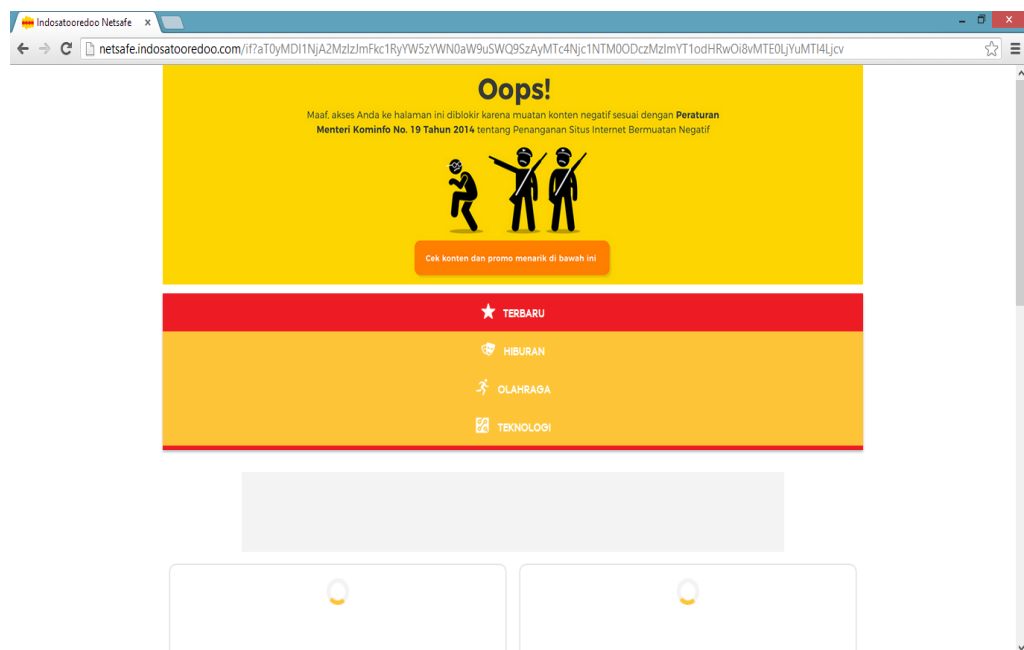 Indosatooredoo Netsafe
netsafe.indosatooredoo.com/if?aT0yMDI1NjA2MzIzJmFkc1RyYW5zYWN0aW9uSWQ9SzAyMTc4Njc1NTM0ODczMzImYT1odHRwOi8vMTE0LjYuMTI4Ljcv
Oops!
Maaf, akses Anda ke halaman ini diblokir karena muatan konten negatif sesuai dengan Peraturan
Menteri Kominfo No. 19 Tahun 2014 tentang Penanganan Situs Internet Bermuatan Negatif
Cek konten dan promo menarik di bawah ini
TERBARU
HIBURAN
OLAHRAGA
TEKNOLOGI